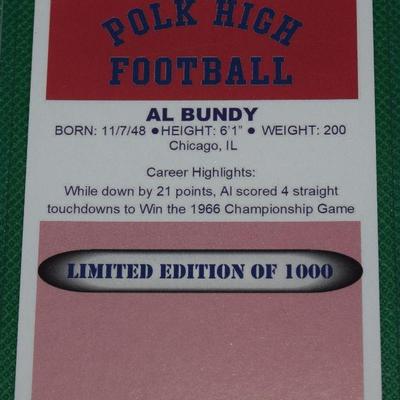 POLK HIGH
FOOTBALL
AL BUNDY
BORN: 11/7/48 ●HEIGHT: 6'1" ● WEIGHT: 200
Chicago, IL
Career Highlights:
While down by 21 points, Al scored 4 straight
touchdowns to Win the 1966 Championship Game
LIMITED EDITION OF 1000